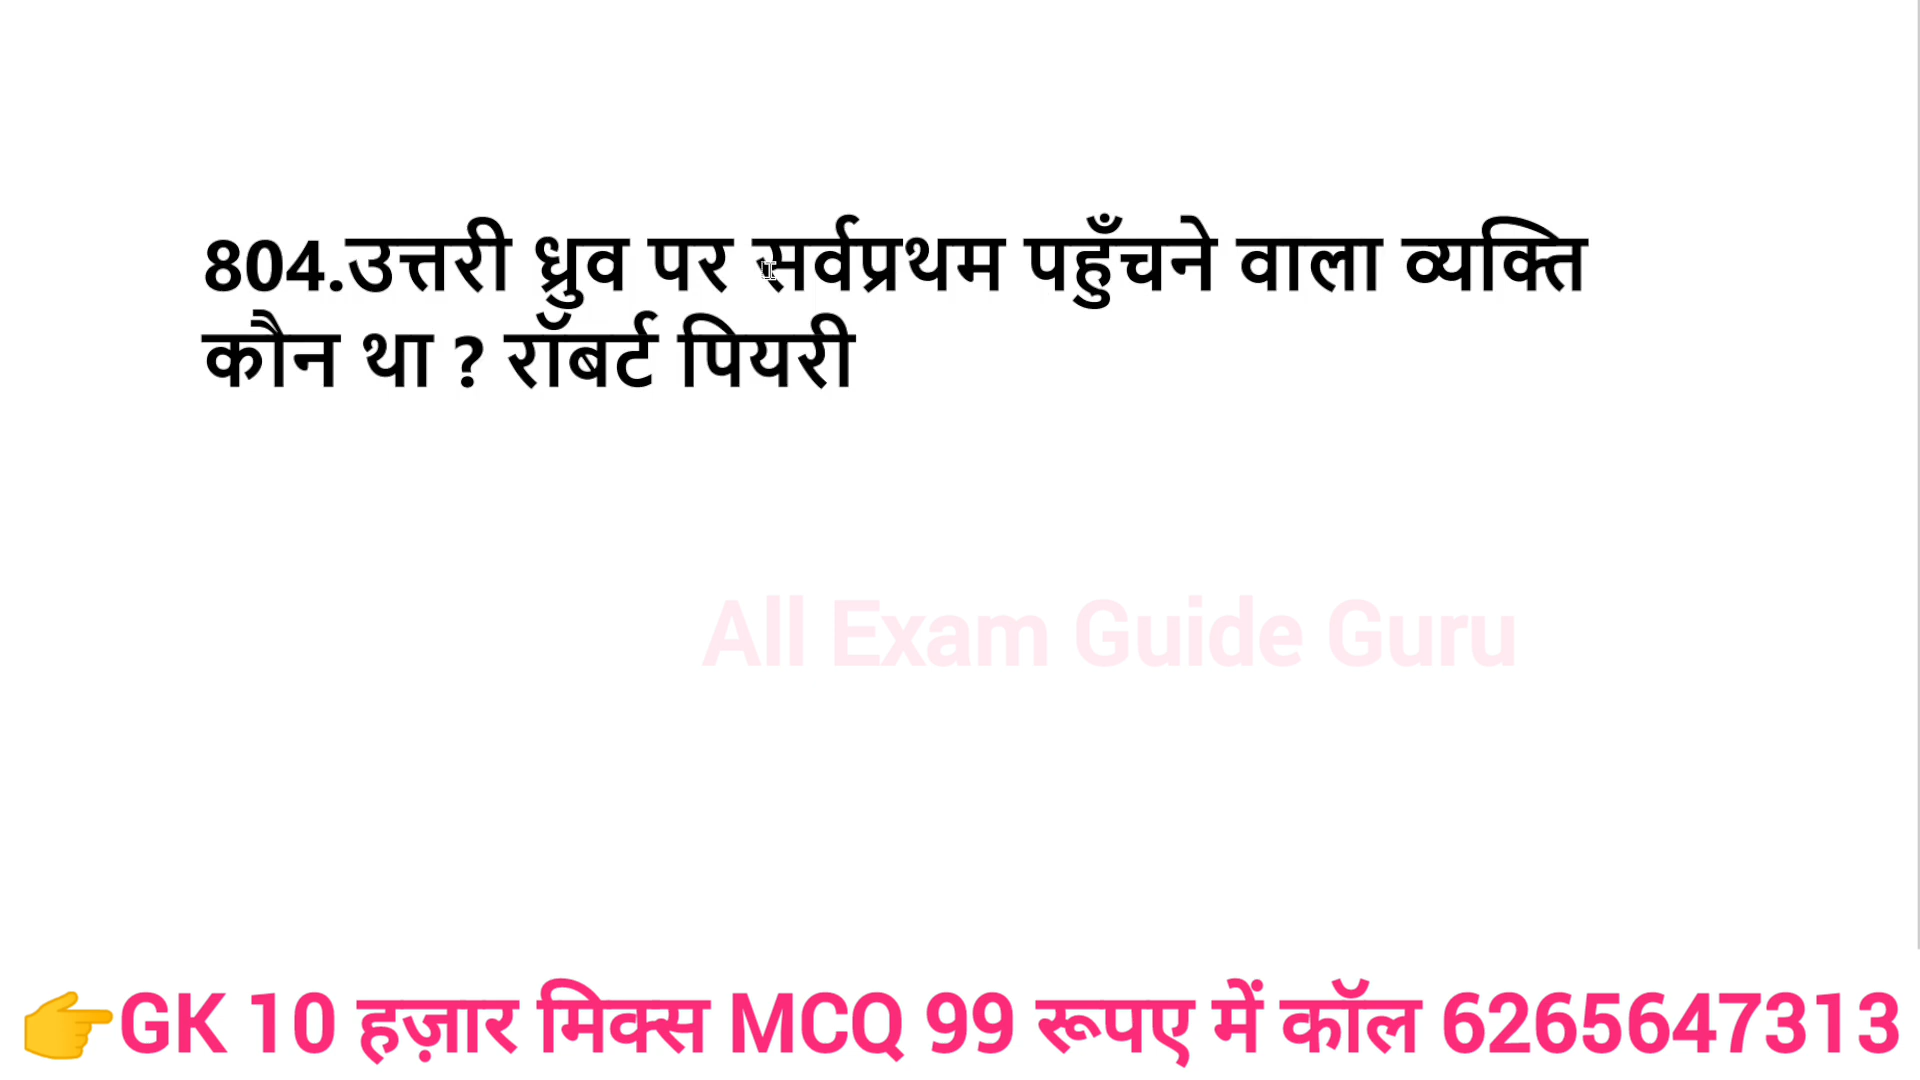 804.उत्तरी ध्रुव पर सर्वप्रथम पहुँचने वाला व्यक्ति
कौन था ? रॉबर्ट पियरी
All Exam Guide Guru
👉GK 10 हज़ार मिक्स MCQ 99 रूपए में कॉल 6265647313